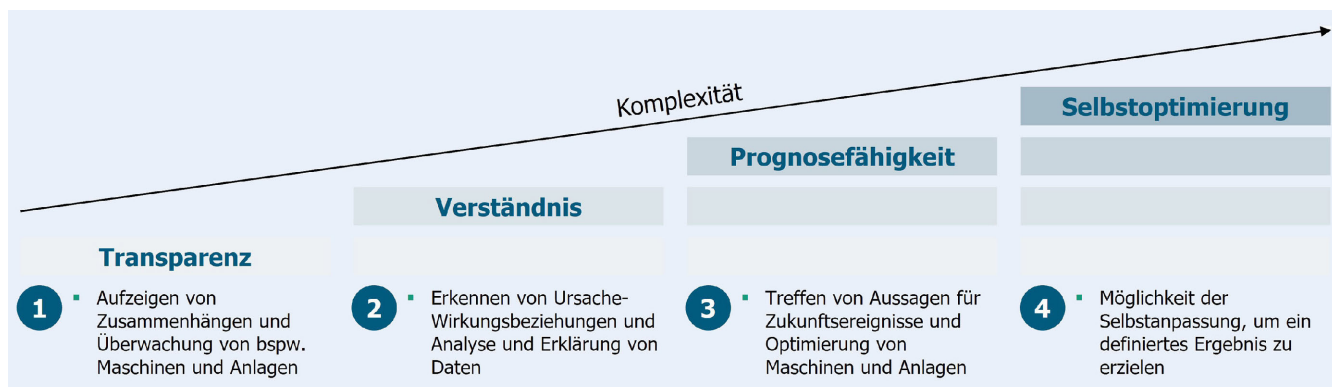 Komplexität
Selbstoptimierung
Prognosefähigkeit
Verständnis
Transparenz
1
▪ Aufzeigen von
Zusammenhängen und
Überwachung von bspw.
Maschinen und Anlagen
2
▪ Erkennen von Ursache-
Wirkungsbeziehungen und
Analyse und Erklärung von
Daten
3
▪ Treffen von Aussagen für
Zukunftsereignisse und
Optimierung von
Maschinen und Anlagen
4
▪ Möglichkeit der
Selbstanpassung, um ein
definiertes Ergebnis zu
erzielen